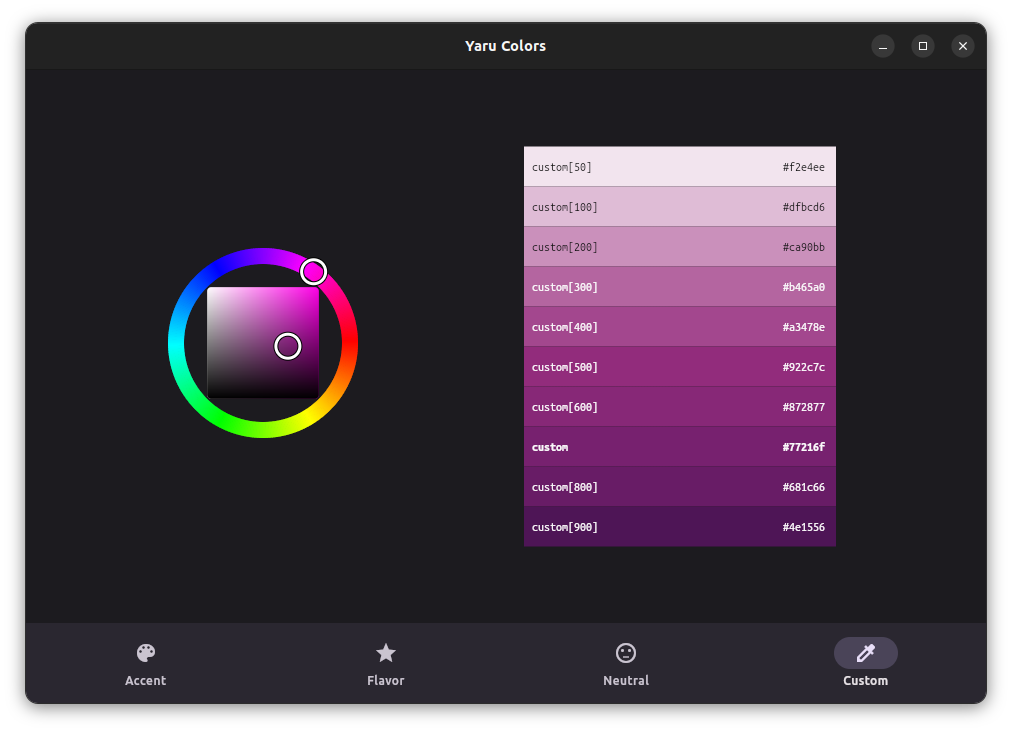 Yaru Colors
custom[50] #f2e4ee
custom[100] #dfbcd6
custom[200] #ca90bb
custom[300] #b465a0
custom[400] #a3478e
custom[500] #922c7c
custom[600] #872877
custom #77216f
custom[800] #681c66
custom[900] #4e1556
Accent Flavor Neutral Custom